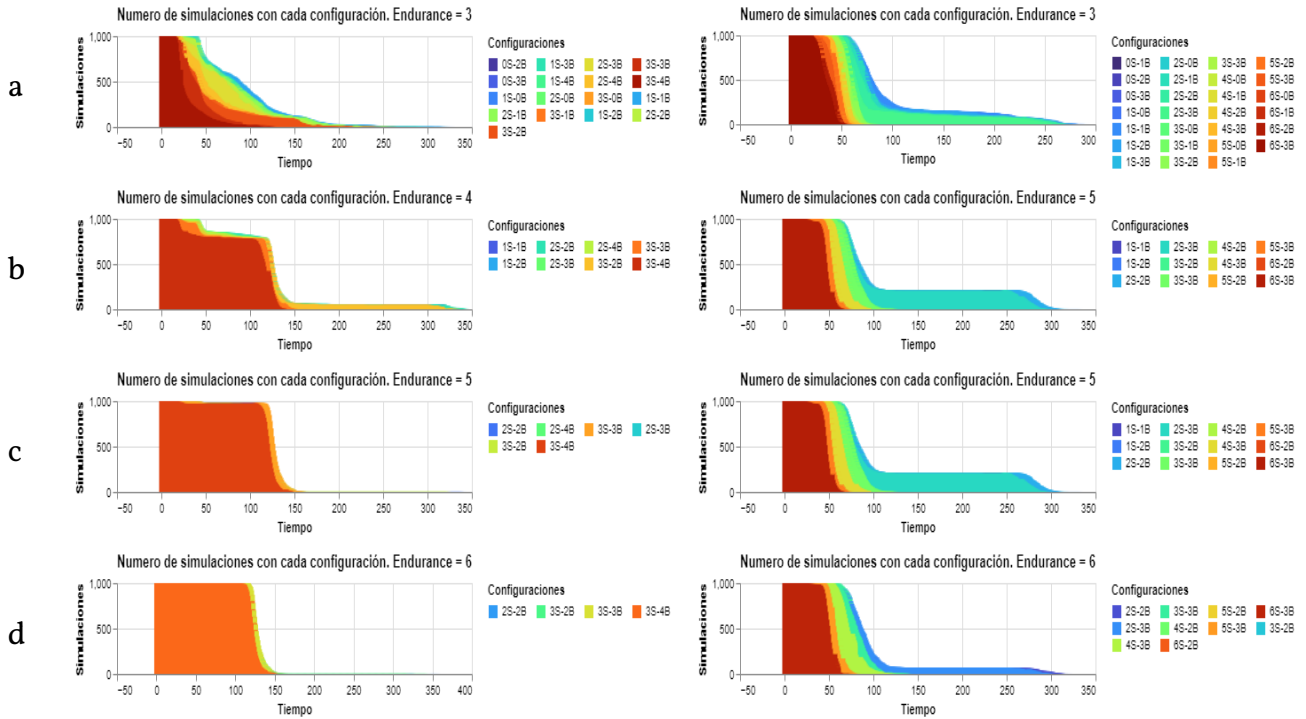 a
Numero de simulaciones con cada configuración. Endurance = 3
Simulaciones
1,000
500
0
−50 0 50 100 150 200 250 300 350
Tiempo
Configuraciones
0S-2B 1S-3B 2S-3B 3S-3B
0S-3B 1S-4B 2S-4B 3S-4B
1S-0B 2S-0B 3S-0B 1S-1B
2S-1B 3S-1B 1S-2B 2S-2B
3S-2B
Numero de simulaciones con cada configuración. Endurance = 3
Simulaciones
1,000
500
0
−50 0 50 100 150 200 250 300
Tiempo
Configuraciones
0S-1B 2S-0B 3S-3B 5S-2B
0S-2B 2S-1B 4S-0B 5S-3B
0S-3B 2S-2B 4S-1B 6S-0B
1S-0B 2S-3B 4S-2B 6S-1B
1S-1B 3S-0B 4S-3B 6S-2B
1S-2B 3S-1B 5S-0B 6S-3B
1S-3B 3S-2B 5S-1B
b
Numero de simulaciones con cada configuración. Endurance = 4
Simulaciones
1,000
500
0
−50 0 50 100 150 200 250 300 350
Tiempo
Configuraciones
1S-1B 2S-2B 2S-4B 3S-3B
1S-2B 2S-3B 3S-2B 3S-4B
Numero de simulaciones con cada configuración. Endurance = 5
Simulaciones
1,000
500
0
−50 0 50 100 150 200 250 300 350
Tiempo
Configuraciones
1S-1B 2S-3B 4S-2B 5S-3B
1S-2B 3S-2B 4S-3B 6S-2B
2S-2B 3S-3B 5S-2B 6S-3B
c
Numero de simulaciones con cada configuración. Endurance = 5
Simulaciones
1,000
500
0
−50 0 50 100 150 200 250 300 350
Tiempo
Configuraciones
2S-2B 2S-4B 3S-3B 2S-3B
3S-2B 3S-4B
Numero de simulaciones con cada configuración. Endurance = 5
Simulaciones
1,000
500
0
−50 0 50 100 150 200 250 300 350
Tiempo
Configuraciones
1S-1B 2S-3B 4S-2B 5S-3B
1S-2B 3S-2B 4S-3B 6S-2B
2S-2B 3S-3B 5S-2B 6S-3B
d
Numero de simulaciones con cada configuración. Endurance = 6
Simulaciones
1,000
500
0
−50 0 50 100 150 200 250 300 350 400
Tiempo
Configuraciones
2S-2B 3S-2B 3S-3B 3S-4B
Numero de simulaciones con cada configuración. Endurance = 6
Simulaciones
1,000
500
0
−50 0 50 100 150 200 250 300 350
Tiempo
Configuraciones
2S-2B 3S-3B 5S-2B 6S-3B
2S-3B 4S-2B 5S-3B 3S-2B
4S-3B 6S-2B